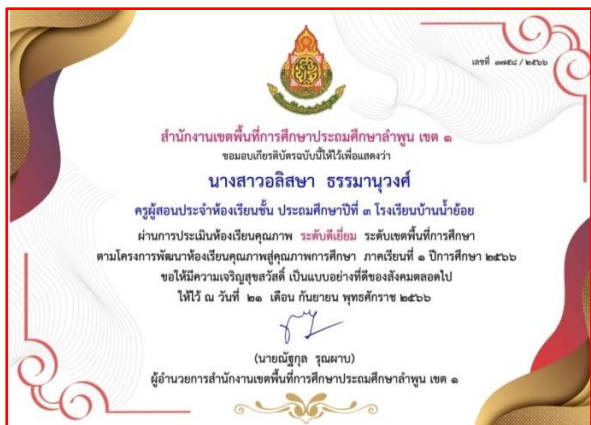 เลขที่ ๓๗๕๘ / ๒๕๖๖
สำนักงานเขตพื้นที่การศึกษาประถมศึกษาลำพูน เขต ๑
ขอมอบเกียรติบัตรฉบับนี้ให้ไว้เพื่อแสดงว่า
นางสาวอลิสษา ธรรมานุวงศ์
ครูผู้สอนประจำห้องเรียนชั้น ประถมศึกษาปีที่ ๓ โรงเรียนบ้านน้ำย้อย
ผ่านการประเมินห้องเรียนคุณภาพ ระดับดีเยี่ยม ระดับเขตพื้นที่การศึกษา
ตามโครงการพัฒนาห้องเรียนคุณภาพสู่คุณภาพการศึกษา ภาคเรียนที่ ๑ ปีการศึกษา ๒๕๖๖
ขอให้มีความเจริญสุขสวัสดิ์ เป็นแบบอย่างที่ดีของสังคมตลอดไป
ให้ไว้ ณ วันที่ ๒๑ เดือน กันยายน พุทธศักราช ๒๕๖๖
(นายณัฐกุล รุณผาบ)
ผู้อำนวยการสำนักงานเขตพื้นที่การศึกษาประถมศึกษาลำพูน เขต ๑